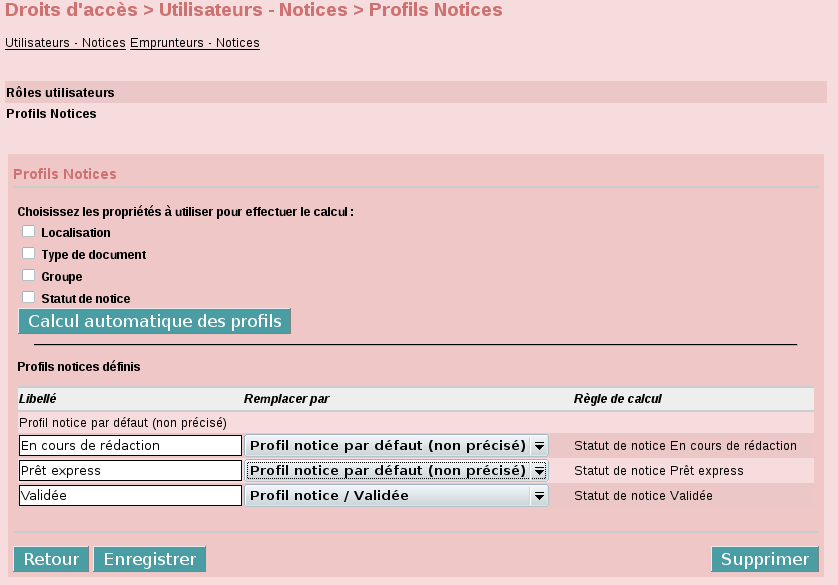 Droits d'accès > Utilisateurs - Notices > Profils Notices
Utilisateurs - Notices Emprunteurs - Notices
Rôles utilisateurs
Profils Notices
Profils Notices
Choisissez les propriétés à utiliser pour effectuer le calcul :
Localisation
Type de document
Groupe
Statut de notice
Calcul automatique des profils
Profils notices définis
Libellé Remplacer par Règle de calcul
Profil notice par défaut (non précisé)
En cours de rédaction Profil notice par défaut (non précisé) Statut de notice En cours de rédaction
Prêt express Profil notice par défaut (non précisé) Statut de notice Prêt express
Validée Profil notice / Validée Statut de notice Validée
Retour Enregistrer Supprimer